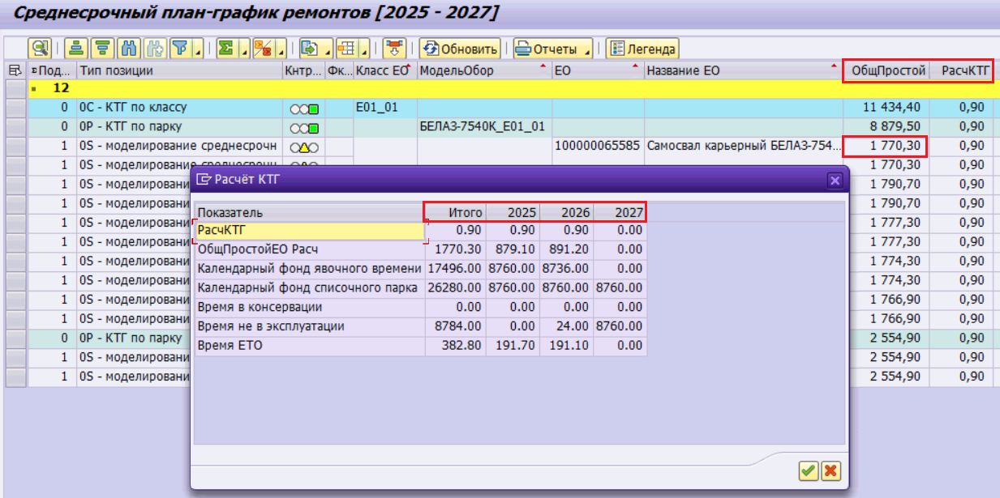 Среднесрочный план-график ремонтов [2025 - 2027]
Обновить Отчеты Легенда
Под... Тип позиции Кнтр... Фк... Класс ЕО МодельОбор ЕО Название ЕО ОбщПростой РасчКТГ
12
0 0C - КТГ по классу E01_01 11 434,40 0,90
0 0P - КТГ по парку БЕЛАЗ-7540К_E01_01 8 879,50 0,90
1 0S - моделирование среднесрочн 100000065585 Самосвал карьерный БЕЛАЗ-754... 1 770,30 0,90
1 0S - моделирование среднесрочн 1 770,30 0,90
1 0S - моделировани 1 790,70 0,90
1 0S - моделировани 1 790,70 0,90
1 0S - моделировани 1 777,30 0,90
1 0S - моделировани 1 777,30 0,90
1 0S - моделировани 1 774,30 0,90
1 0S - моделировани 1 774,30 0,90
1 0S - моделировани 1 766,90 0,90
1 0S - моделировани 1 766,90 0,90
0 0P - КТГ по парку 2 554,90 0,90
1 0S - моделировани 2 554,90 0,90
1 0S - моделировани 2 554,90 0,90
Расчёт КТГ
Показатель Итого 2025 2026 2027
РасчКТГ 0.90 0.90 0.90 0.00
ОбщПростойЕО Расч 1770.30 879.10 891.20 0.00
Календарный фонд явочного времени 17496.00 8760.00 8736.00 0.00
Календарный фонд списочного парка 26280.00 8760.00 8760.00 8760.00
Время в консервации 0.00 0.00 0.00 0.00
Время не в эксплуатации 8784.00 0.00 24.00 8760.00
Время ЕТО 382.80 191.70 191.10 0.00